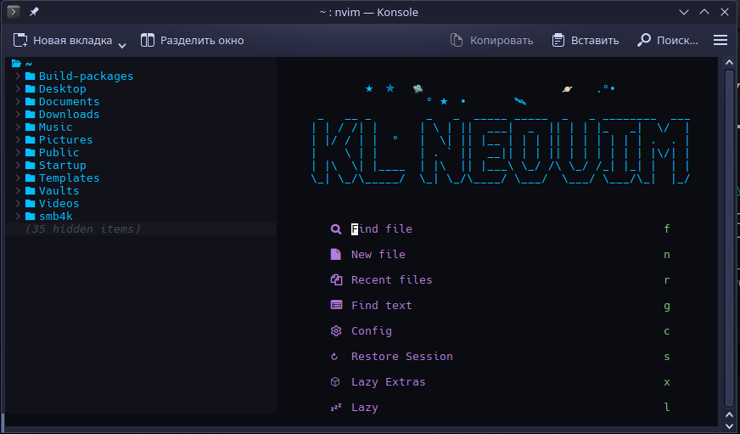 ~ : nvim — Konsole
Новая вкладка
Разделить окно
Копировать
Вставить
Поиск...
~
Build-packages
Desktop
Documents
Downloads
Music
Pictures
Public
Startup
Templates
Vaults
Videos
smb4k
(35 hidden items)
Find file f
New file n
Recent files r
Find text g
Config c
Restore Session s
Lazy Extras x
Lazy l